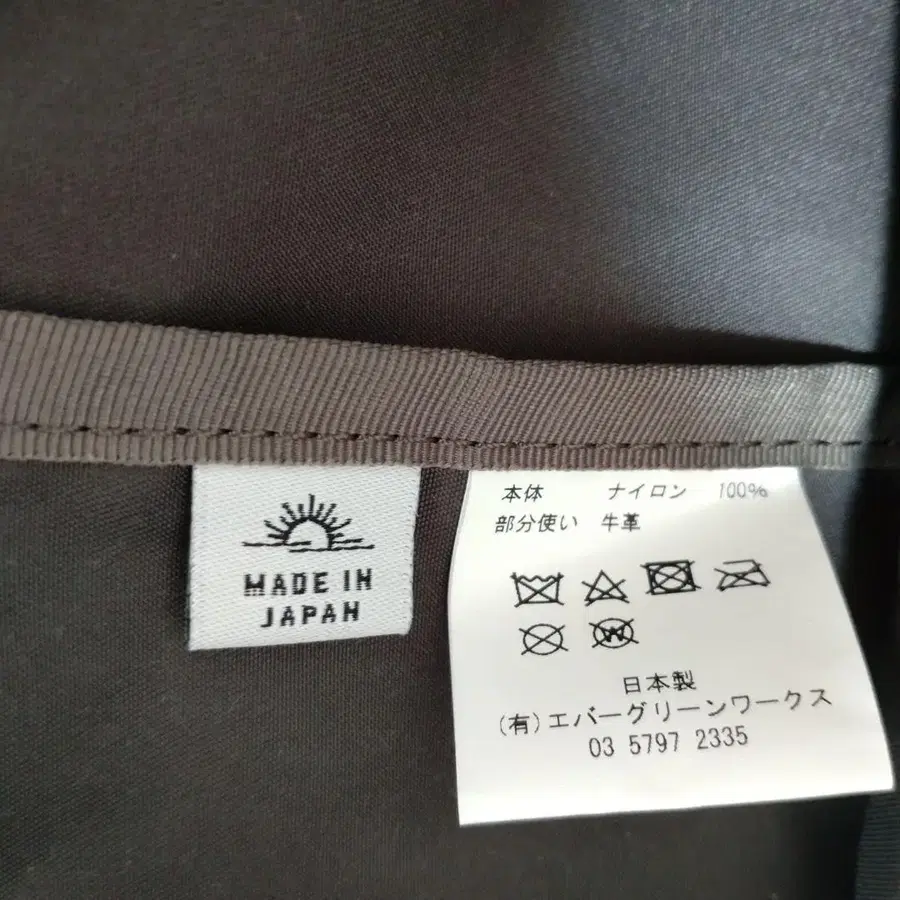 MADE IN
JAPAN
本体 ナイロン 100%
部分使い 牛革
W
日本製
(有)エバーグリーンワークス
03 5797 2335